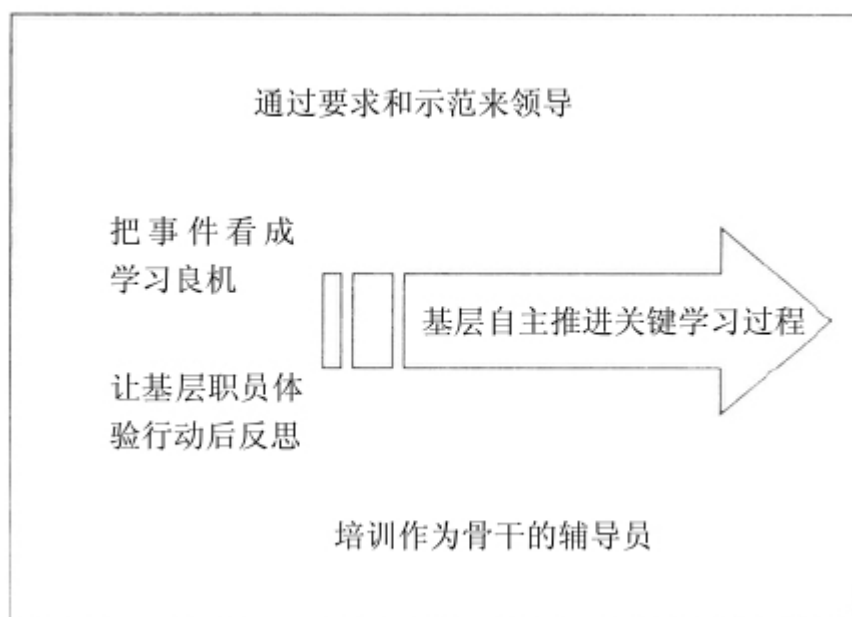 通过要求和示范来领导
把事件看成
学习良机
基层自主推进关键学习过程
让基层职员体
验行动后反思
培训作为骨干的辅导员